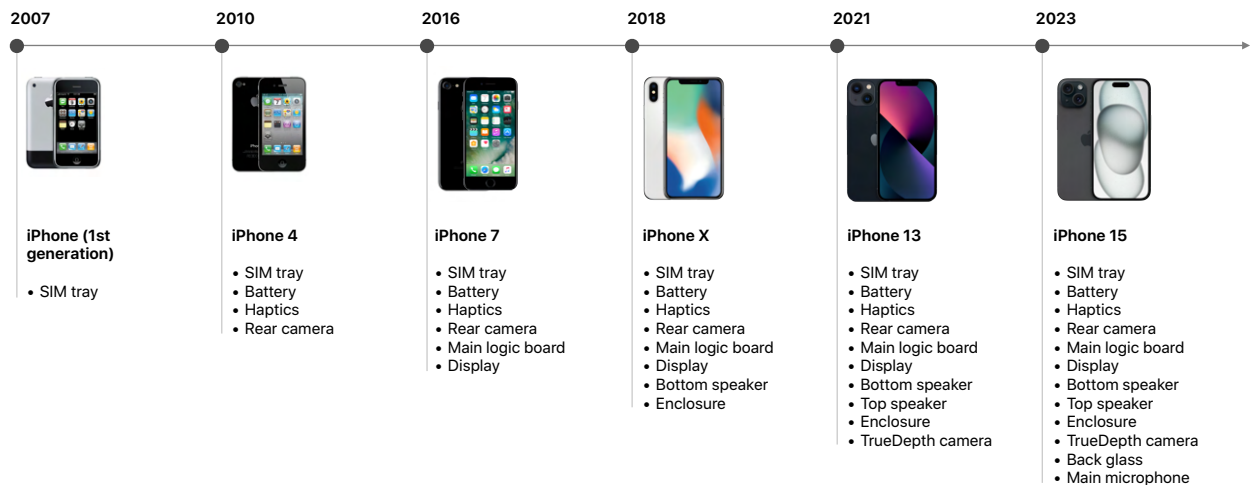 2007
2010
2016
2018
2021
2023
iPhone (1st
generation)
• SIM tray
iPhone 4
• SIM tray
• Battery
• Haptics
• Rear camera
iPhone 7
• SIM tray
• Battery
• Haptics
• Rear camera
• Main logic board
• Display
iPhone X
• SIM tray
• Battery
• Haptics
• Rear camera
• Main logic board
• Display
• Bottom speaker
• Enclosure
iPhone 13
• SIM tray
• Battery
• Haptics
• Rear camera
• Main logic board
• Display
• Bottom speaker
• Top speaker
• Enclosure
• TrueDepth camera
iPhone 15
• SIM tray
• Battery
• Haptics
• Rear camera
• Main logic board
• Display
• Bottom speaker
• Top speaker
• Enclosure
• TrueDepth camera
• Back glass
• Main microphone